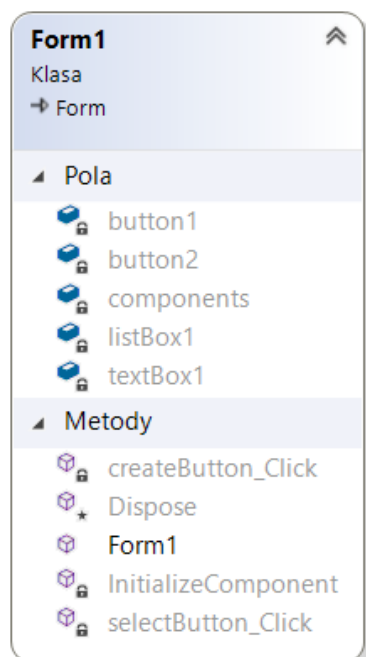 Form1
Klasa
Form
Pola
button1
button2
components
listBox1
textBox1
Metody
createButton_Click
Dispose
Form1
InitializeComponent
selectButton_Click